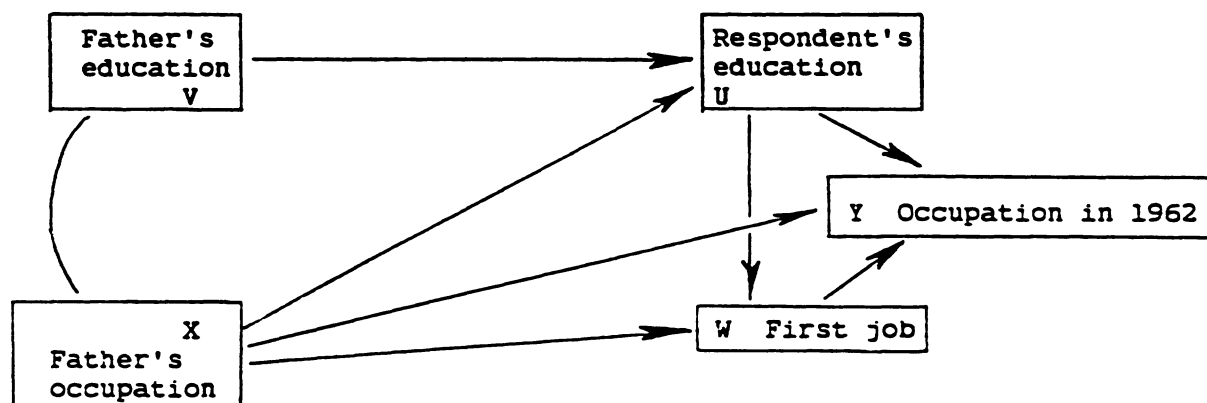 Father's
education
V
Respondent's
education
U
Y Occupation in 1962
X
Father's
occupation
W First job